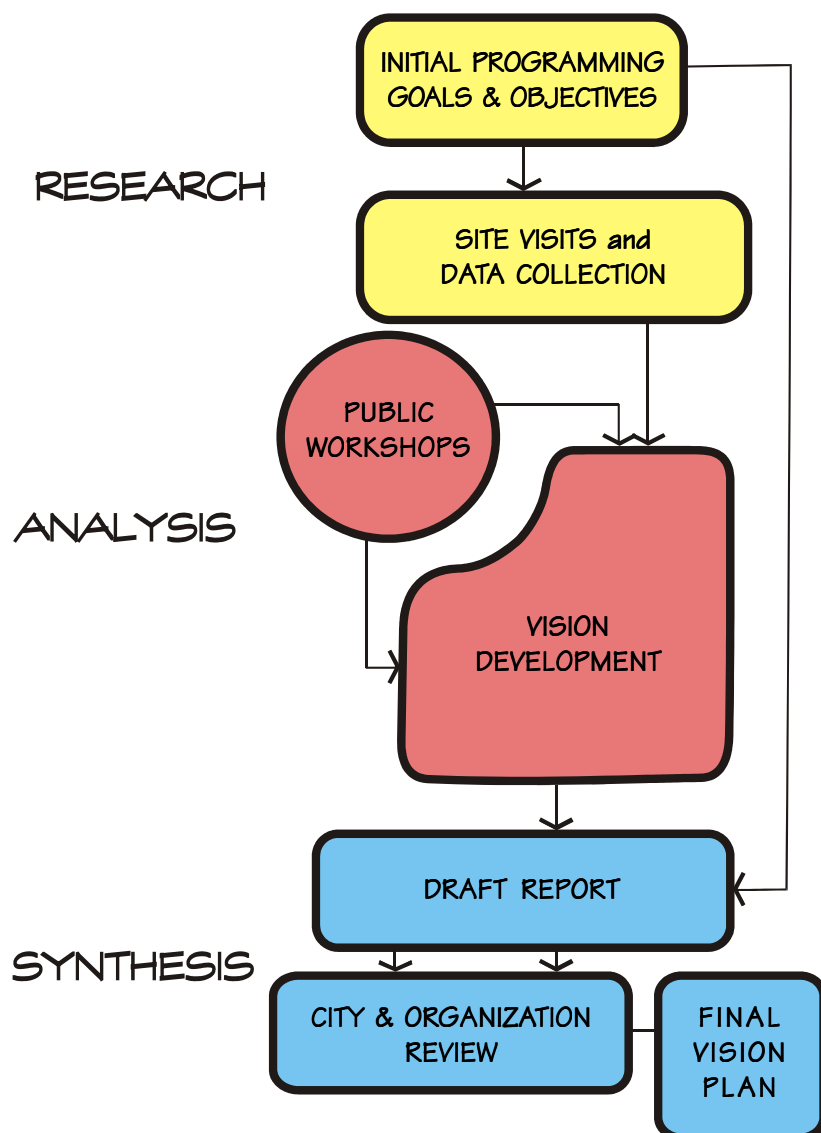 INITIAL PROGRAMMING
GOALS & OBJECTIVES
RESEARCH
SITE VISITS and
DATA COLLECTION
PUBLIC
WORKSHOPS
ANALYSIS
VISION
DEVELOPMENT
DRAFT REPORT
SYNTHESIS
CITY & ORGANIZATION
REVIEW
FINAL
VISION
PLAN